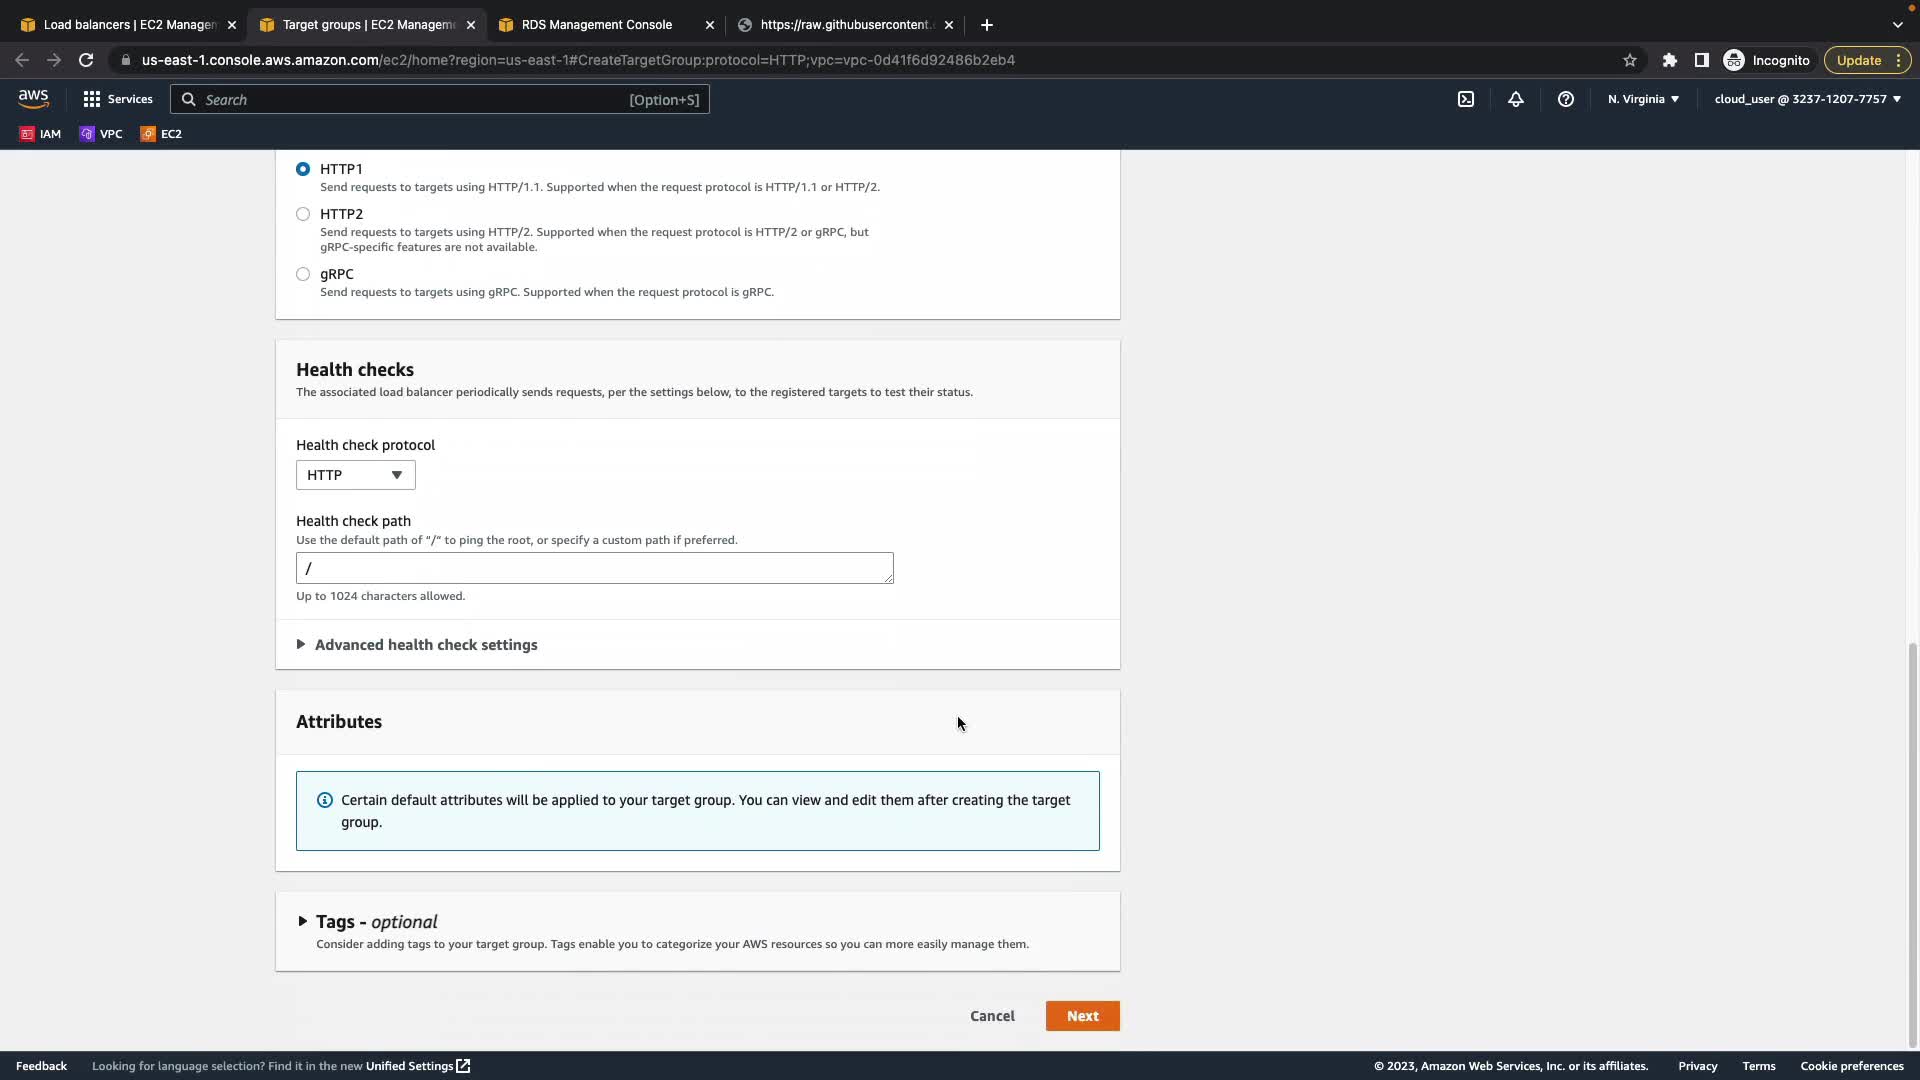 Load balancers | EC2 Managem
Target groups | EC2 Manageme
RDS Management Console
https://raw.githubusercontent.
us-east-1.console.aws.amazon.com/ec2/home?region=us-east-1#CreateTargetGroup:protocol=HTTP;vpc=vpc-0d41f6d92486b2eb4
Incognito
Update
aws
Services
Search
[Option+S]
N. Virginia
cloud_user @ 3237-1207-7757
IAM
VPC
EC2
HTTP1
Send requests to targets using HTTP/1.1. Supported when the request protocol is HTTP/1.1 or HTTP/2.
HTTP2
Send requests to targets using HTTP/2. Supported when the request protocol is HTTP/2 or gRPC, but
gRPC-specific features are not available.
gRPC
Send requests to targets using gRPC. Supported when the request protocol is gRPC.
Health checks
The associated load balancer periodically sends requests, per the settings below, to the registered targets to test their status.
Health check protocol
HTTP
Health check path
Use the default path of "/" to ping the root, or specify a custom path if preferred.
/
Up to 1024 characters allowed.
Advanced health check settings
Attributes
Certain default attributes will be applied to your target group. You can view and edit them after creating the target
group.
Tags - optional
Consider adding tags to your target group. Tags enable you to categorize your AWS resources so you can more easily manage them.
Cancel
Next
Feedback
Looking for language selection? Find it in the new Unified Settings
© 2023, Amazon Web Services, Inc. or its affiliates.
Privacy
Terms
Cookie preferences